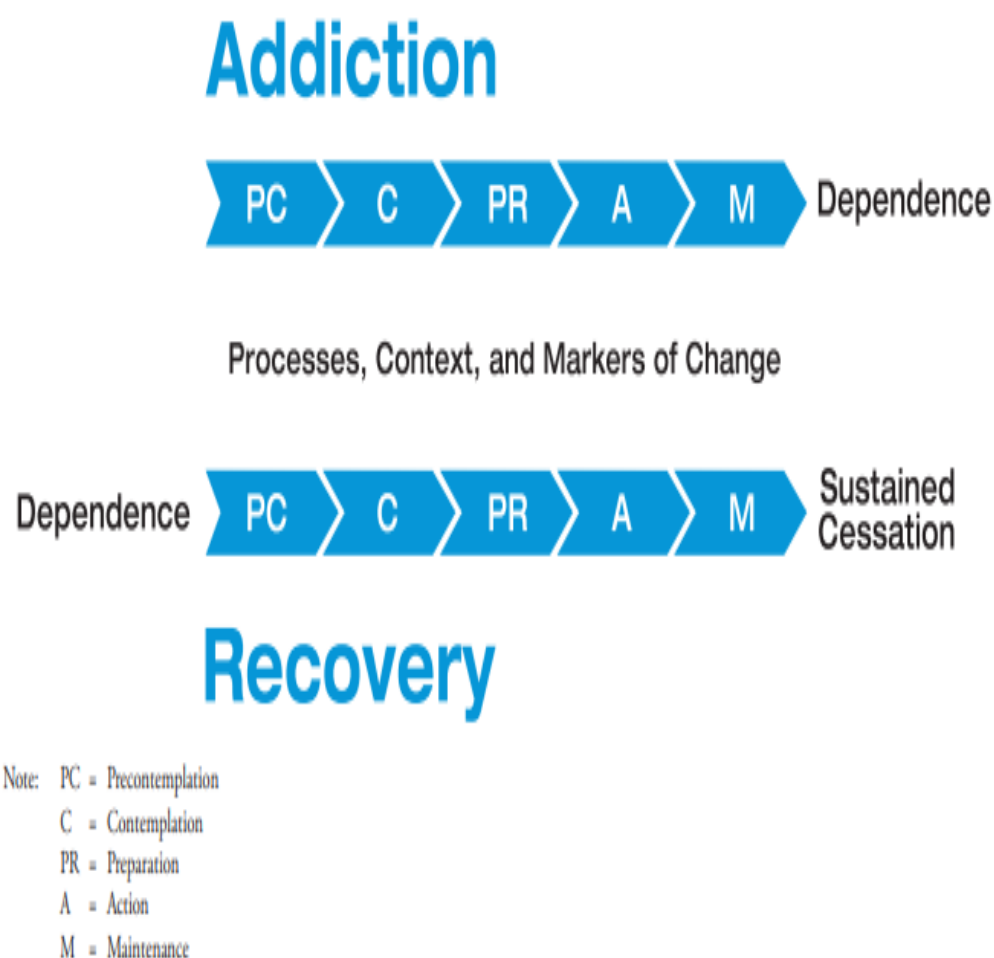 Addiction
PC C PR A M Dependence
Processes, Context, and Markers of Change
Dependence PC C PR A M Sustained Cessation
Recovery
Note: PC = Precontemplation
C = Contemplation
PR = Preparation
A = Action
M = Maintenance